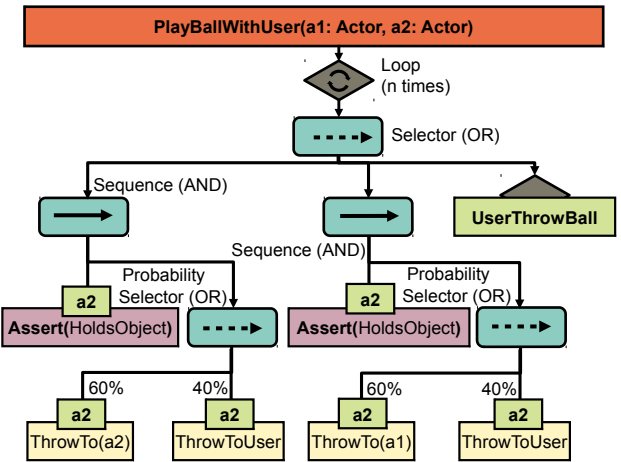 PlayBallWithUser(a1: Actor, a2: Actor)
Loop
(n times)
Selector (OR)
Sequence (AND)
UserThrowBall
Sequence (AND)
Probability
Selector (OR)
Probability
Selector (OR)
a2
Assert(HoldsObject)
a2
Assert(HoldsObject)
60%
40%
60%
40%
a2
ThrowTo(a2)
a2
ThrowToUser
a2
ThrowTo(a1)
a2
ThrowToUser